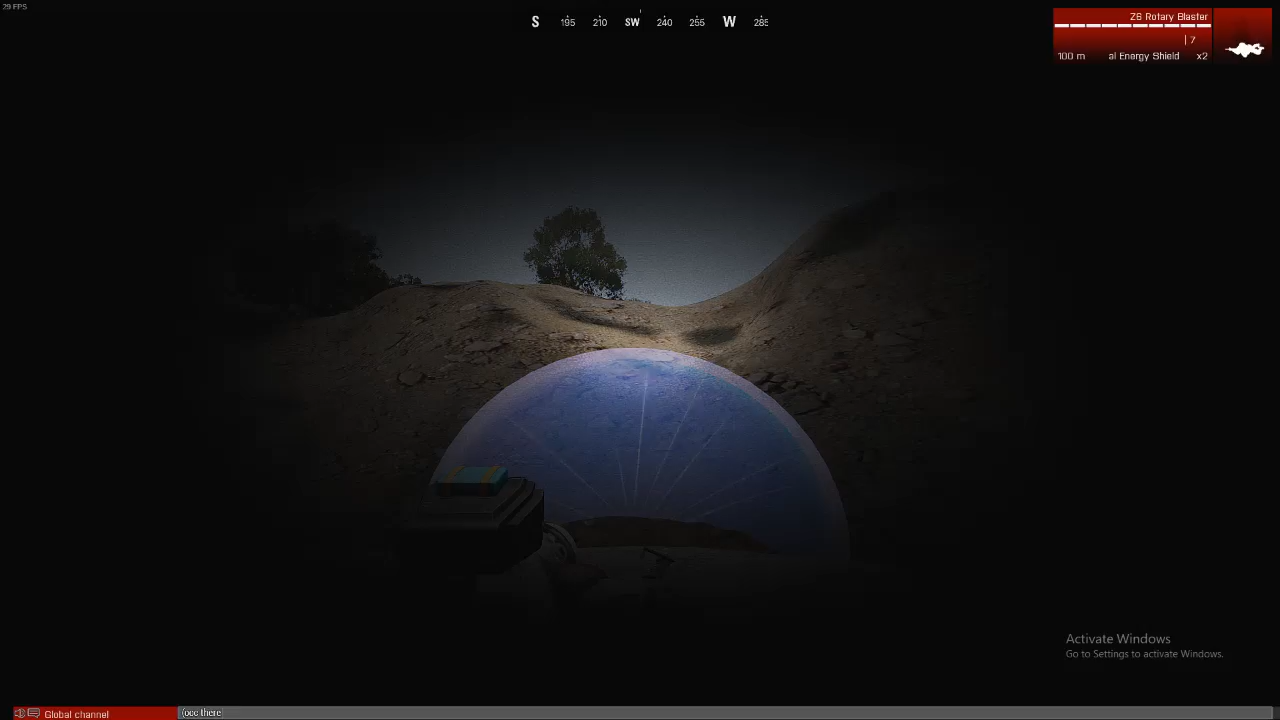 29 FPS
S 195 210 SW 240 255 W 285
Z6 Rotary Blaster
7
100 m al Energy Shield x2
Activate Windows
Go to Settings to activate Windows.
Global channel (occ there